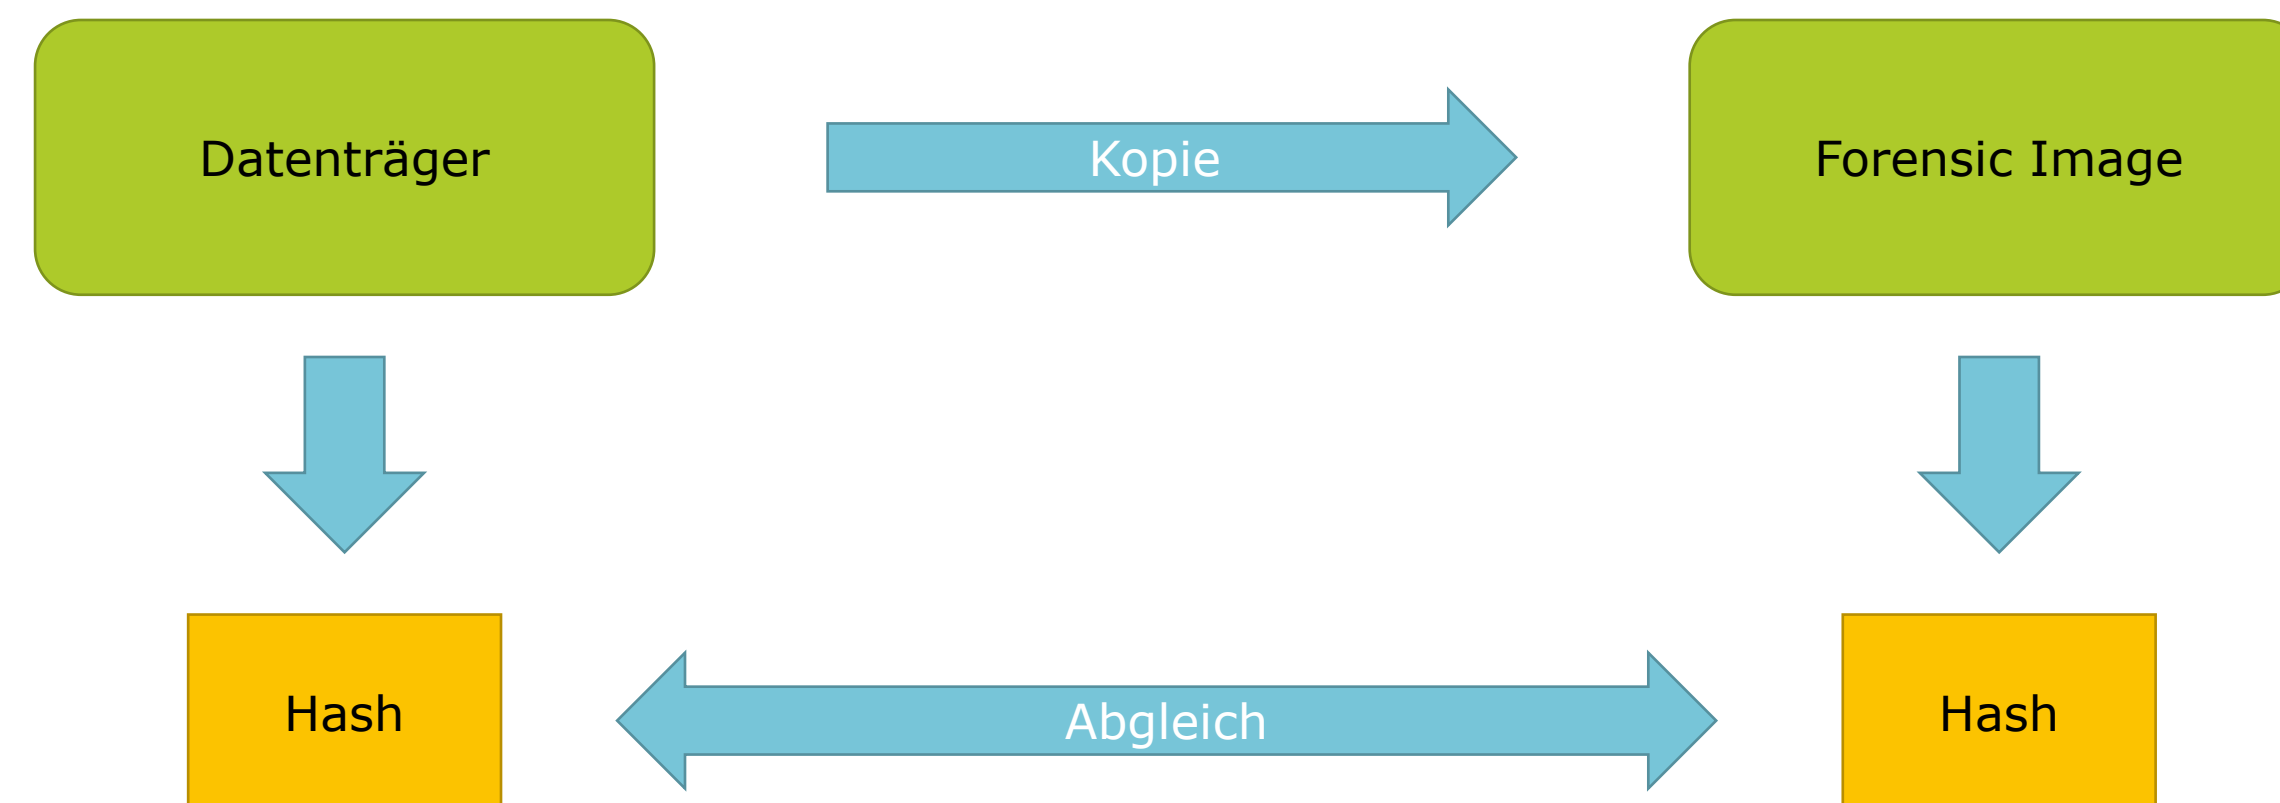 Datenträger
Kopie
Forensic Image
Hash
Abgleich
Hash